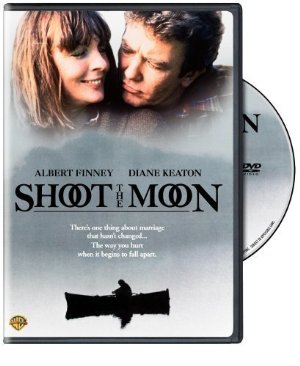 ALBERT FINNEY DIANE KEATON
SHOOT THE MOON
There's one thing about marriage
that hasn't changed...
The way you hurt
when it begins to fall apart.
ON
DVD
VIDEO